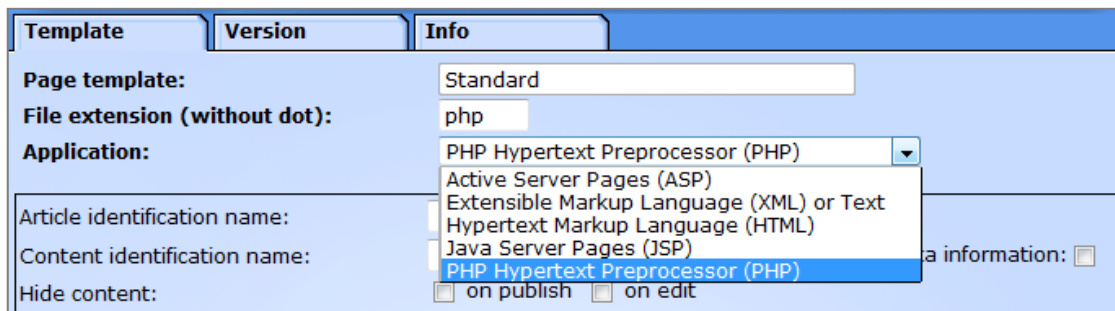 Template Version Info
Page template: Standard
File extension (without dot): php
Application: PHP Hypertext Preprocessor (PHP)
Active Server Pages (ASP)
Extensible Markup Language (XML) or Text
Article identification name:
Hypertext Markup Language (HTML)
Java Server Pages (JSP)
Content identification name: a information:
PHP Hypertext Preprocessor (PHP)
Hide content: on publish on edit